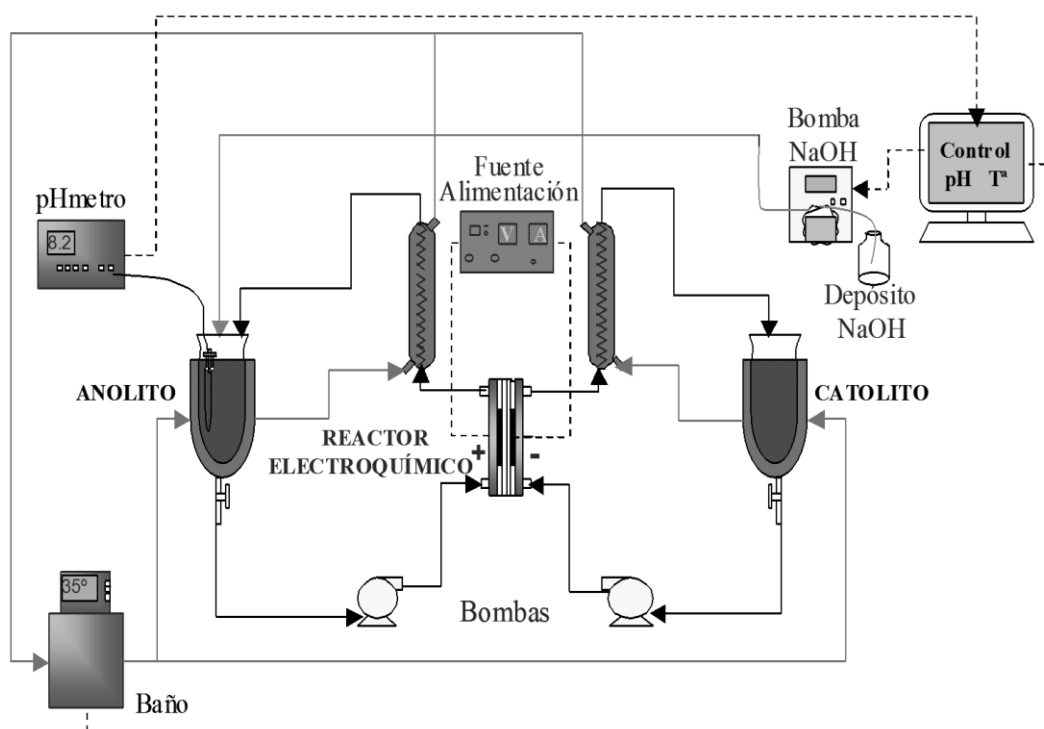 Bomba
NaOH
Control
pH Tª
Fuente
Alimentación
V A
pHmetro
8.2
Depósito
NaOH
ANOLITO
CATOLITO
REACTOR
ELECTROQUÍMICO
+ -
Bombas
35º
Baño